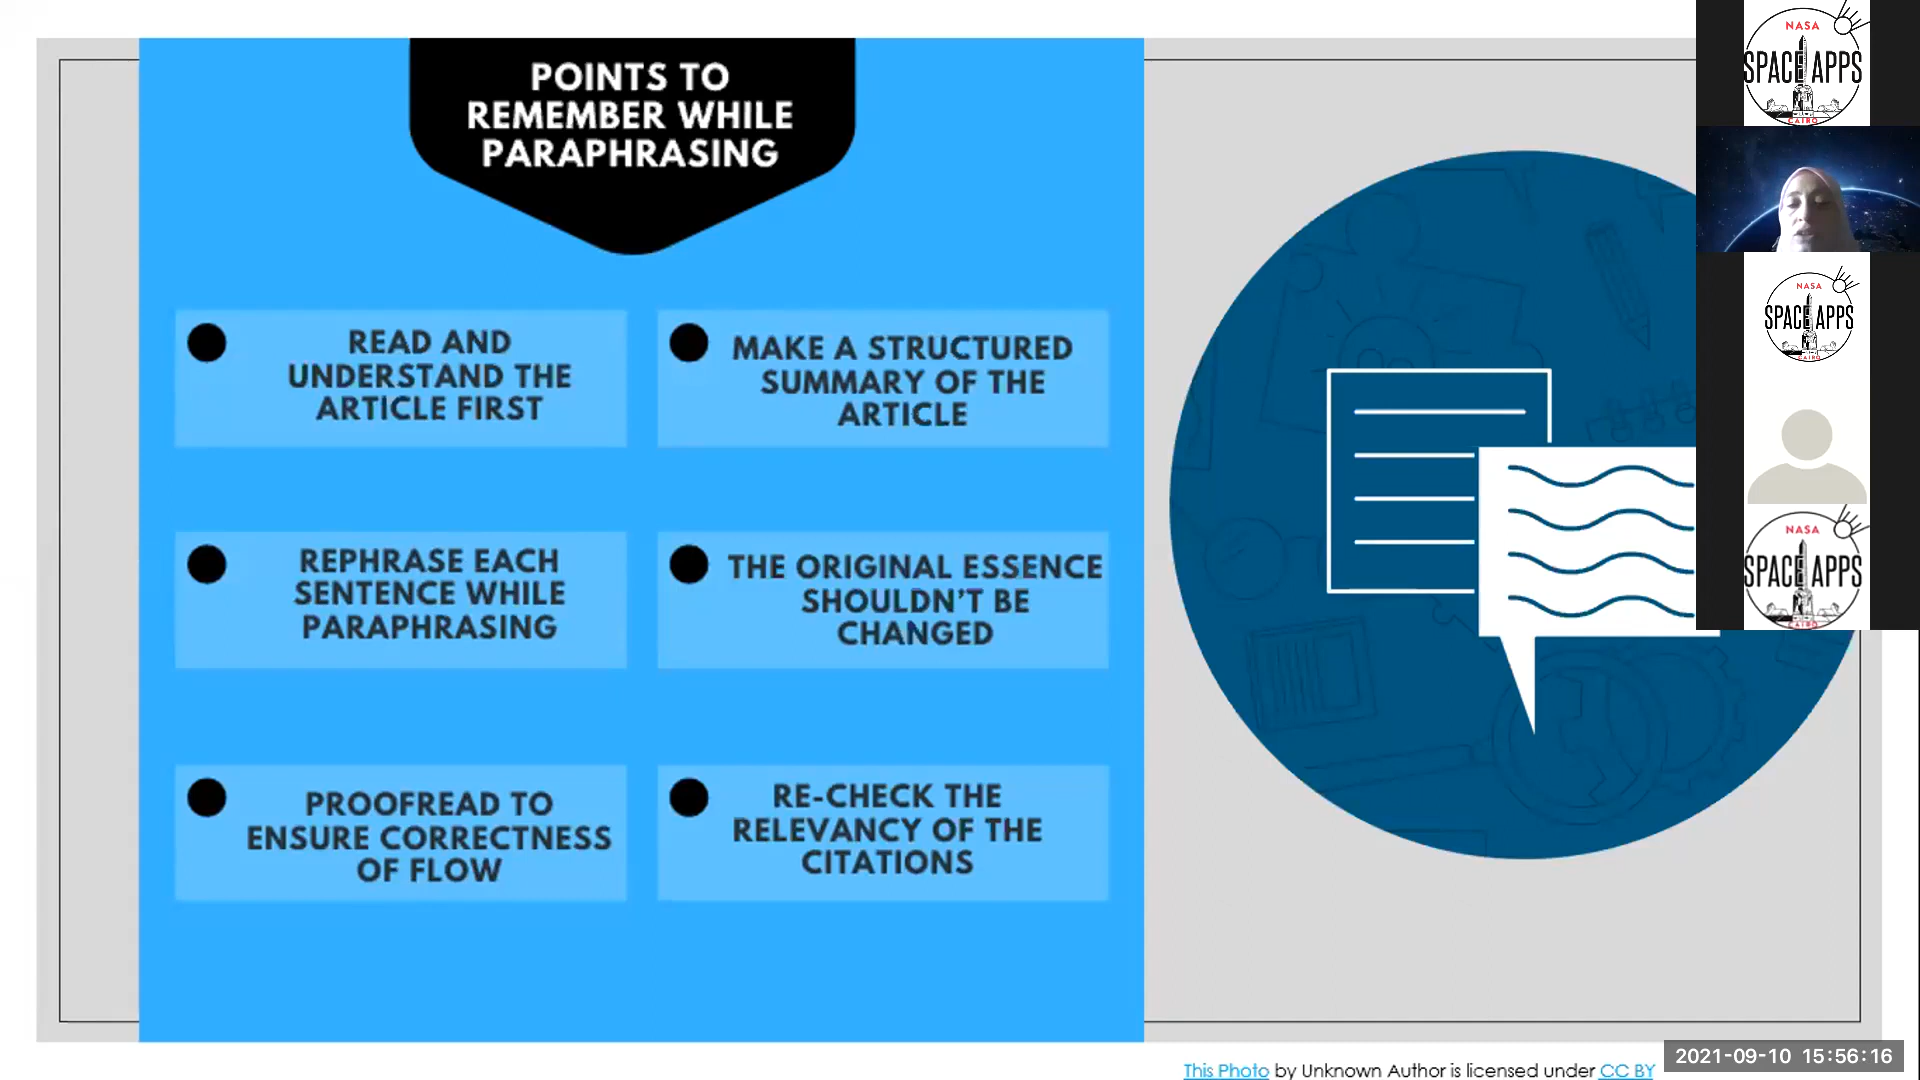 POINTS TO
REMEMBER WHILE
PARAPHRASING
READ AND
UNDERSTAND THE
ARTICLE FIRST
MAKE A STRUCTURED
SUMMARY OF THE
ARTICLE
REPHRASE EACH
SENTENCE WHILE
PARAPHRASING
THE ORIGINAL ESSENCE
SHOULDN'T BE
CHANGED
PROOFREAD TO
ENSURE CORRECTNESS
OF FLOW
RE-CHECK THE
RELEVANCY OF THE
CITATIONS
NASA
SPACE APPS
CAIRO
NASA
SPACE APPS
CAIRO
NASA
SPACE APPS
CAIRO
This Photo by Unknown Author is licensed under CC BY
2021-09-10 15:56:16